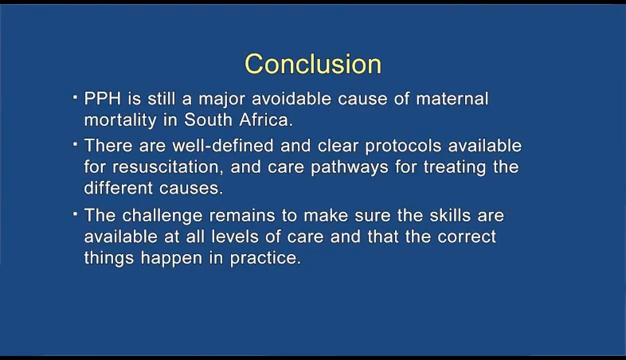 Conclusion
▪ PPH is still a major avoidable cause of maternal
mortality in South Africa.
▪ There are well-defined and clear protocols available
for resuscitation, and care pathways for treating the
different causes.
▪ The challenge remains to make sure the skills are
available at all levels of care and that the correct
things happen in practice.